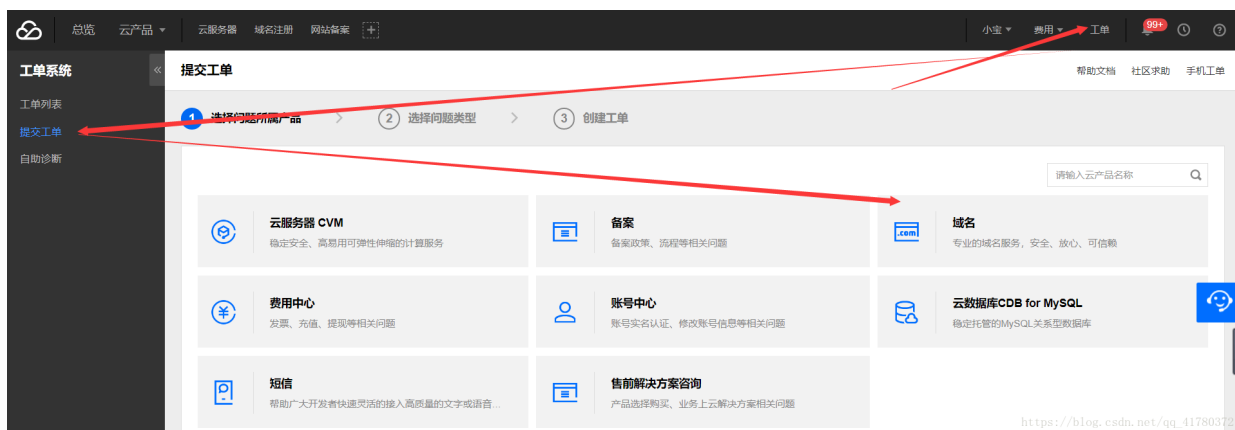 总览 云产品 云服务器 域名注册 网站备案 小宝 费用 工单 99+
工单系统 提交工单 帮助文档 社区求助 手机工单
工单列表
提交工单
自助诊断
1 选择问题所属产品 2 选择问题类型 3 创建工单
请输入云产品名称
云服务器 CVM
稳定安全、高易用可弹性伸缩的计算服务
备案
备案政策、流程等相关问题
域名
.com
专业的域名服务，安全、放心、可信赖
费用中心
发票、充值、提现等相关问题
账号中心
账号实名认证、修改账号信息等相关问题
云数据库CDB for MySQL
稳定托管的MySQL关系型数据库
短信
帮助广大开发者快速灵活的接入高质量的文字或语音...
售前解决方案咨询
产品选择购买、业务上云解决方案相关问题
https://blog.csdn.net/qq_41780372